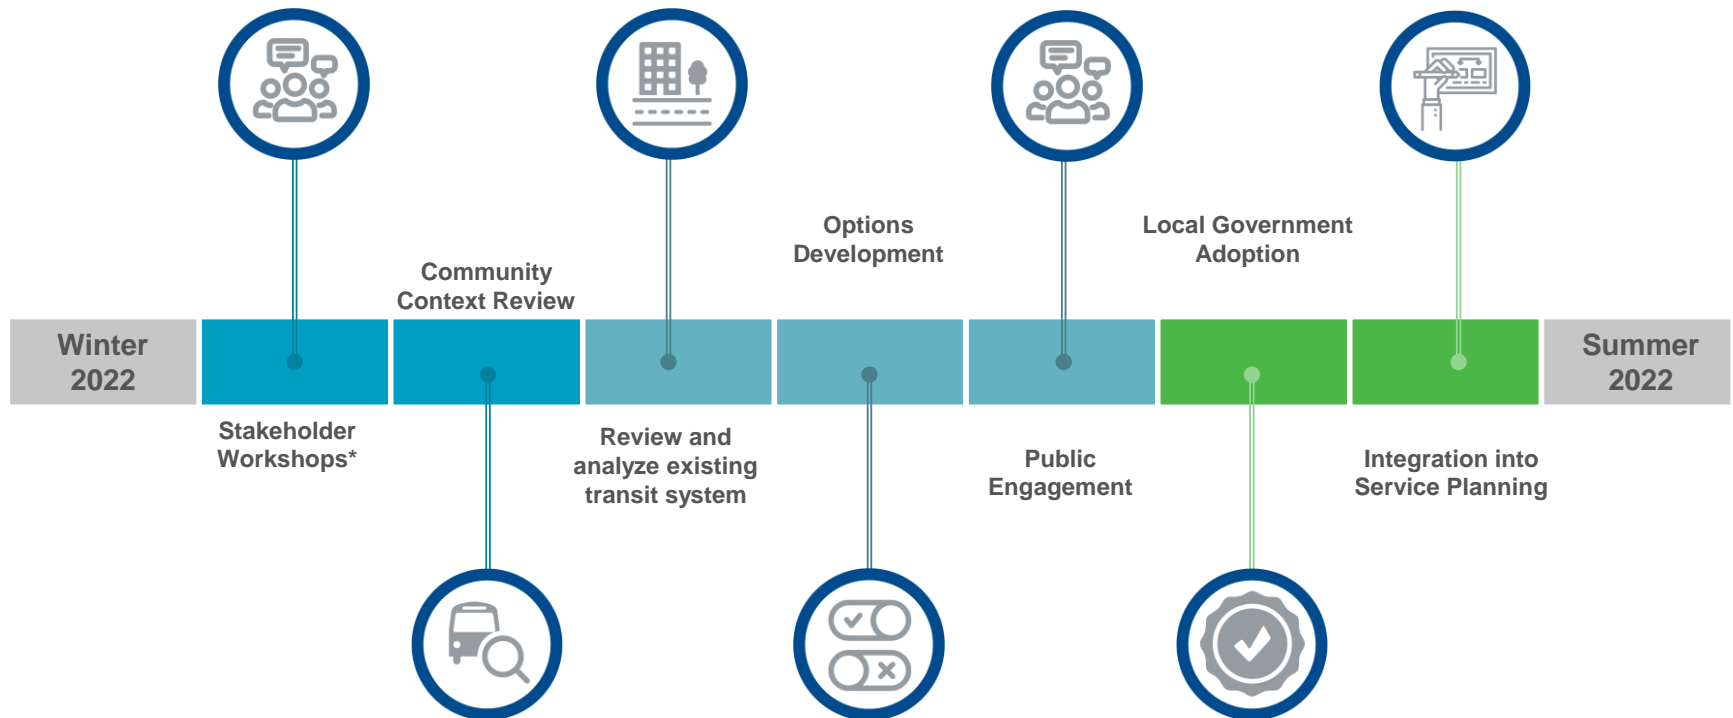 Winter
2022
Stakeholder
Workshops*
Community
Context Review
Review and
analyze existing
transit system
Options
Development
Public
Engagement
Local Government
Adoption
Integration into
Service Planning
Summer
2022